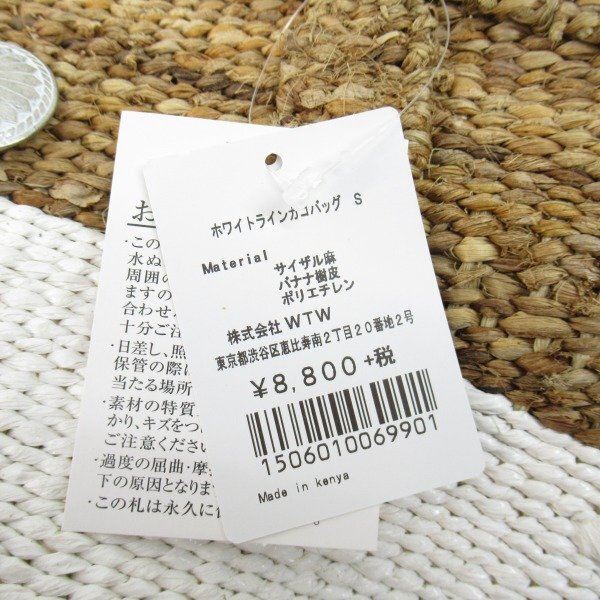 ホワイトラインカゴバッグ S
Material サイザル麻
バナナ樹皮
ポリエチレン
株式会社WTW
東京都渋谷区恵比寿南2丁目20番地2号
¥8,800+税
1506010069901
Made in kenya
お
・この
水ぬ
周囲の
ますの
合わせ
十分ご注
・日差し、照
保管の際に
当たる場所
・素材の特質
かり、キズをつ
ご注意ください
・過度の屈曲・摩
下の原因となりま
・この札は永久に